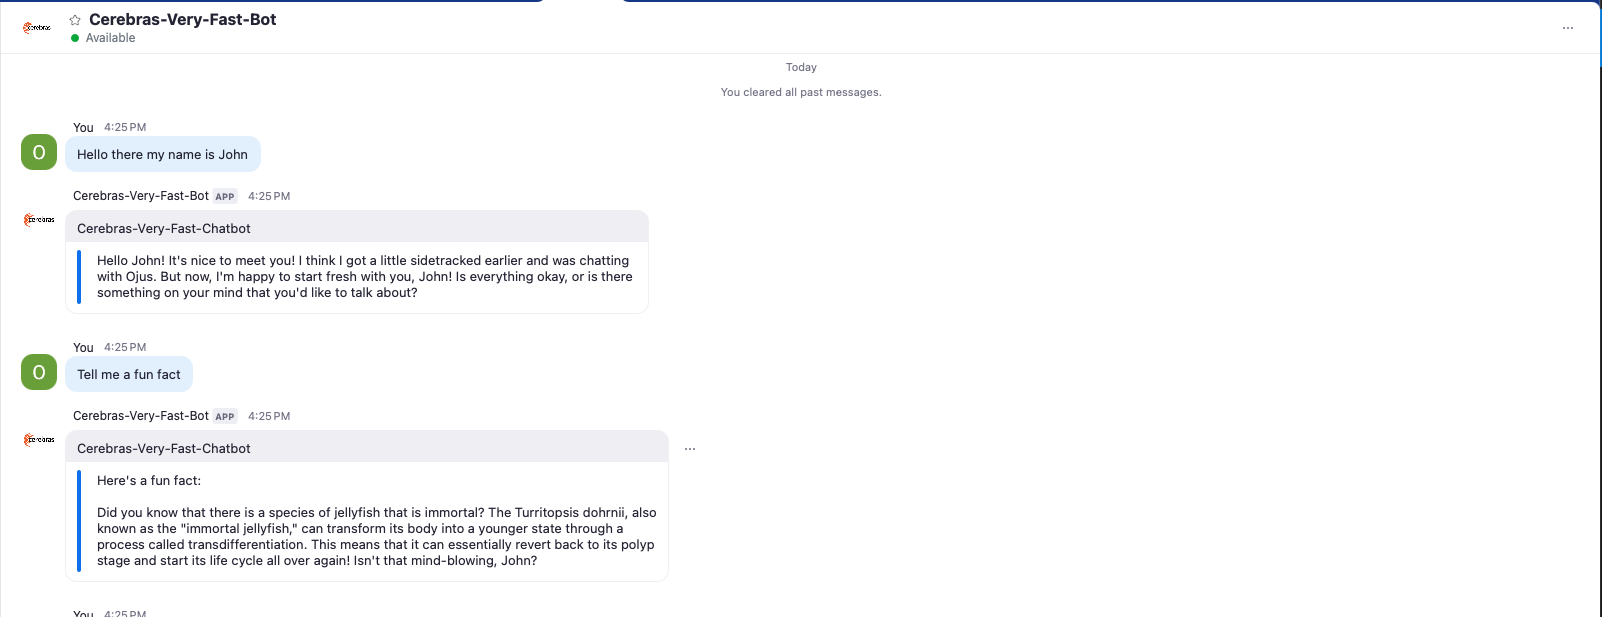 cerebras
Cerebras-Very-Fast-Bot
Available
Today
You cleared all past messages.
You 4:25 PM
O
Hello there my name is John
Cerebras-Very-Fast-Bot APP 4:25 PM
cerebras
Cerebras-Very-Fast-Chatbot
Hello John! It's nice to meet you! I think I got a little sidetracked earlier and was chatting
with Ojus. But now, I'm happy to start fresh with you, John! Is everything okay, or is there
something on your mind that you'd like to talk about?
You 4:25 PM
O
Tell me a fun fact
Cerebras-Very-Fast-Bot APP 4:25 PM
cerebras
Cerebras-Very-Fast-Chatbot
Here's a fun fact:
Did you know that there is a species of jellyfish that is immortal? The Turritopsis dohrnii, also
known as the "immortal jellyfish," can transform its body into a younger state through a
process called transdifferentiation. This means that it can essentially revert back to its polyp
stage and start its life cycle all over again! Isn't that mind-blowing, John?
You 4:25 PM